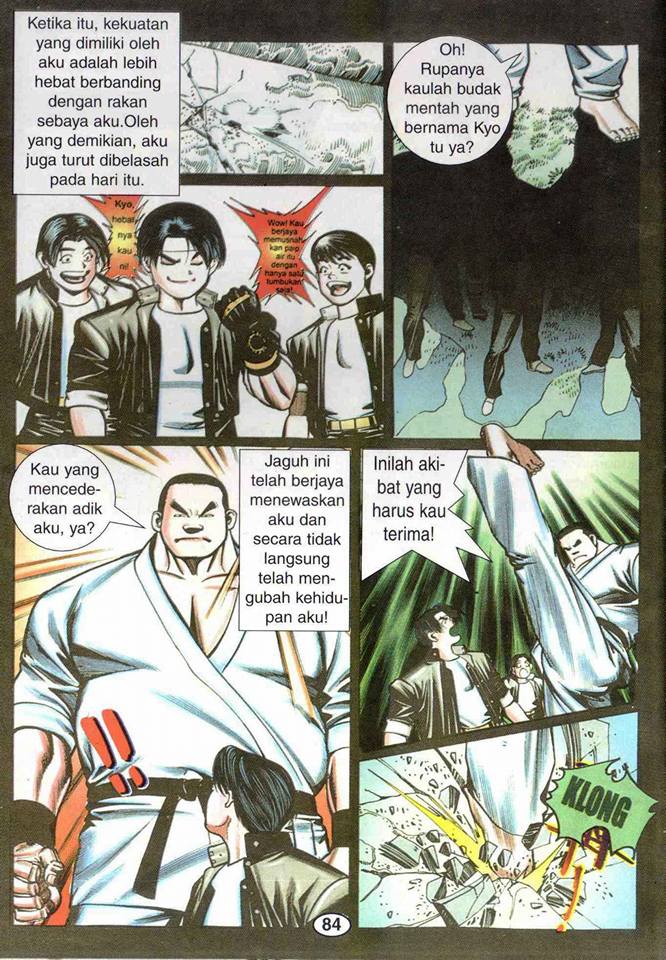 Ketika itu, kekuatan
yang dimiliki oleh
aku adalah lebih
hebat berbanding
dengan rakan
sebaya aku.Oleh
yang demikian, aku
juga turut dibelasah
pada hari itu.
Oh!
Rupanya
kaulah budak
mentah yang
bernama Kyo
tu ya?
Kyo,
hebat
nya
kau
ni!
Wow! Kau
berjaya
memusnah
kan paip
air itu
dengan
hanya satu
tumbukan
saja!
Kau yang
mencede-
rakan adik
aku, ya?
Jaguh ini
telah berjaya
menewaskan
aku dan
secara tidak
langsung
telah men-
gubah kehidu-
pan aku!
!!
Inilah aki-
bat yang
harus kau
terima!
KLONG
84